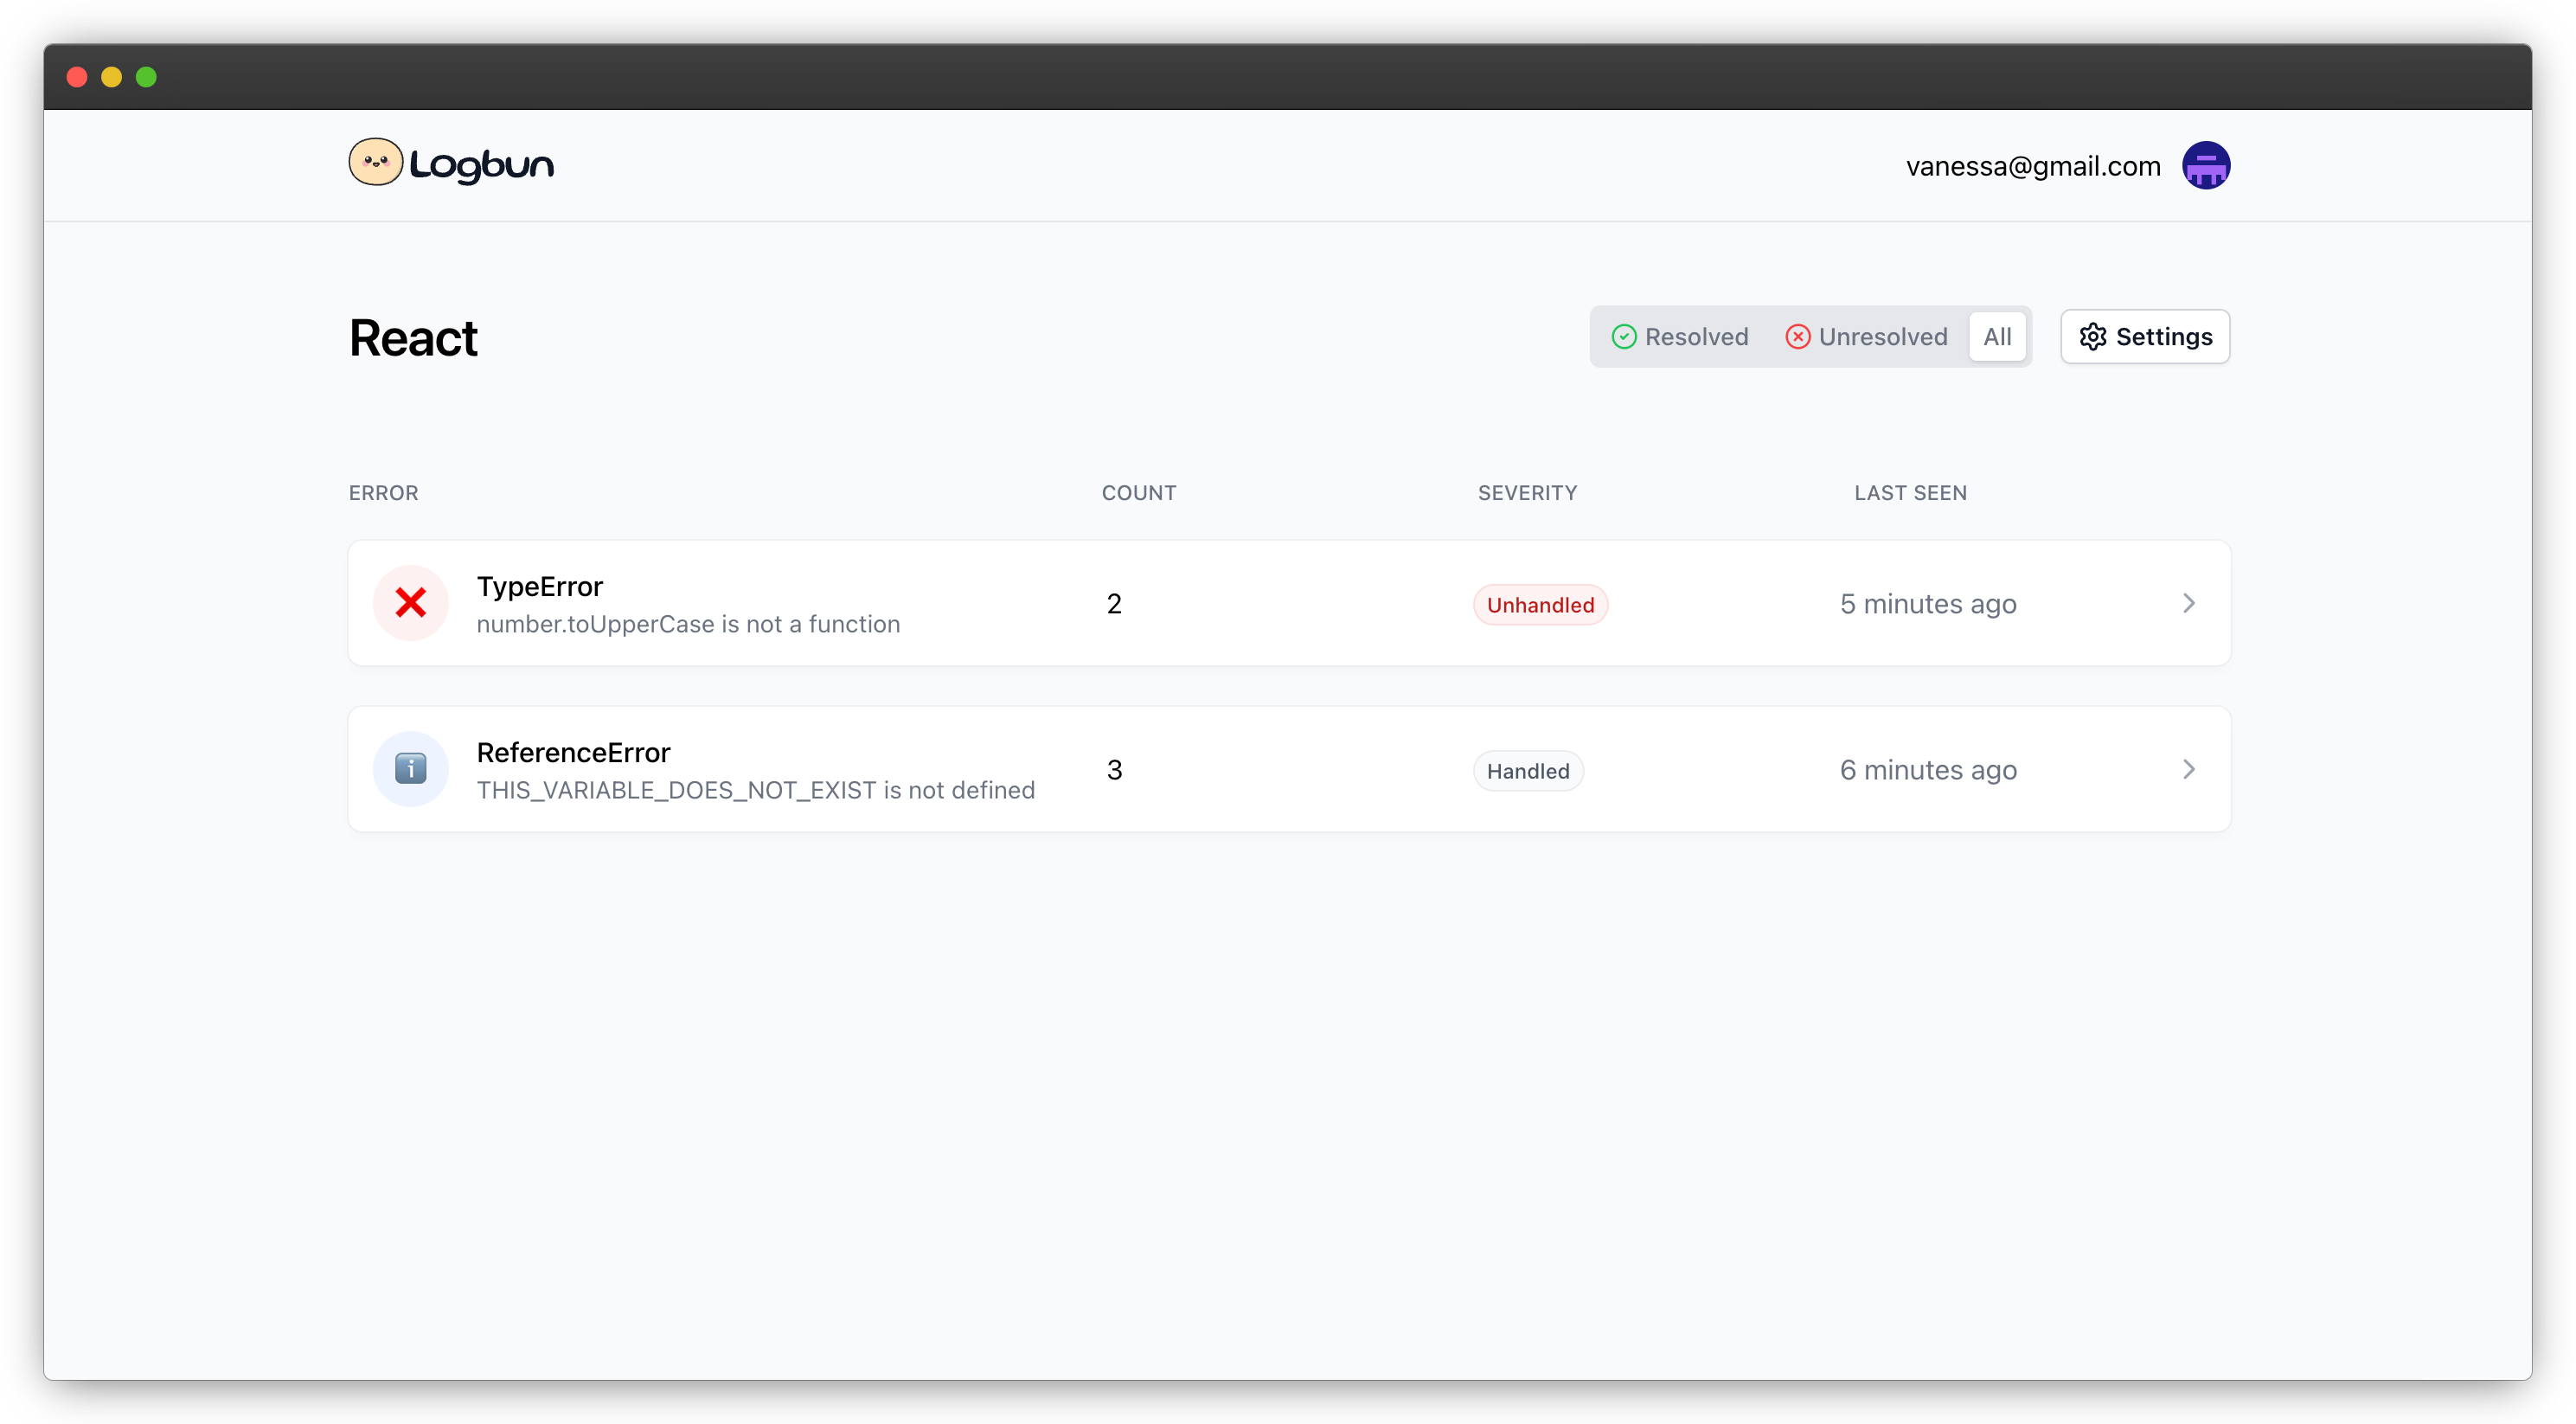 Logbun
vanessa@gmail.com
React
Resolved Unresolved All Settings
ERROR COUNT SEVERITY LAST SEEN
TypeError
number.toUpperCase is not a function
2
Unhandled
5 minutes ago
ReferenceError
THIS_VARIABLE_DOES_NOT_EXIST is not defined
3
Handled
6 minutes ago